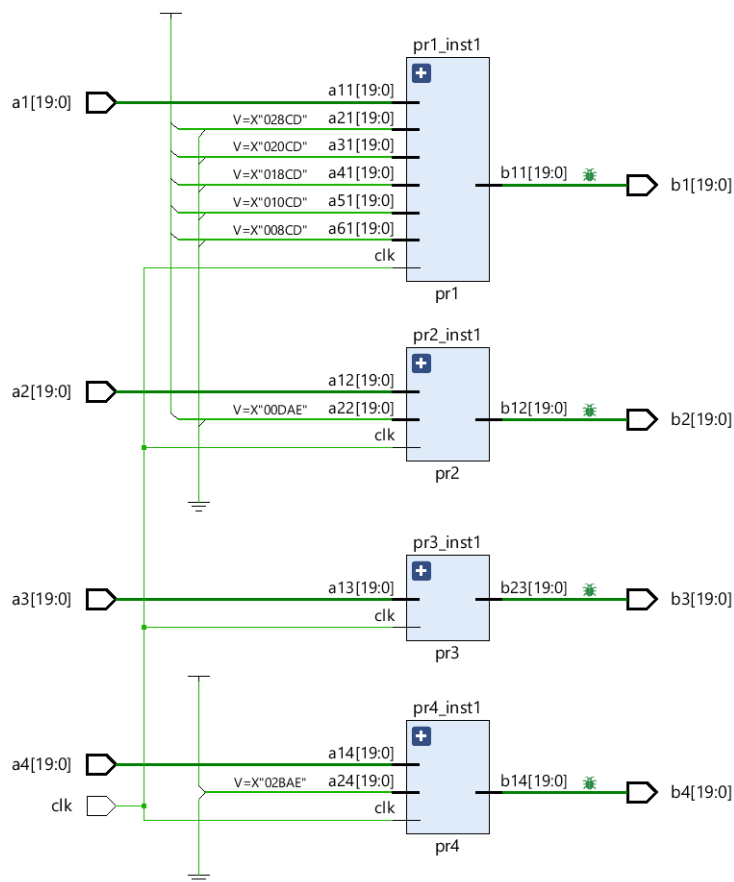 pr1_inst1
a1[19:0]
a11[19:0]
V=X"028CD" a21[19:0]
V=X"020CD" a31[19:0]
V=X"018CD" a41[19:0]
b11[19:0]
b1[19:0]
V=X"010CD" a51[19:0]
V=X"008CD" a61[19:0]
clk
pr1
pr2_inst1
a2[19:0]
a12[19:0]
V=X"00DAE" a22[19:0]
b12[19:0]
b2[19:0]
clk
pr2
pr3_inst1
a3[19:0]
a13[19:0]
b23[19:0]
b3[19:0]
clk
pr3
pr4_inst1
a4[19:0]
a14[19:0]
V=X"02BAE" a24[19:0]
b14[19:0]
b4[19:0]
clk
clk
pr4